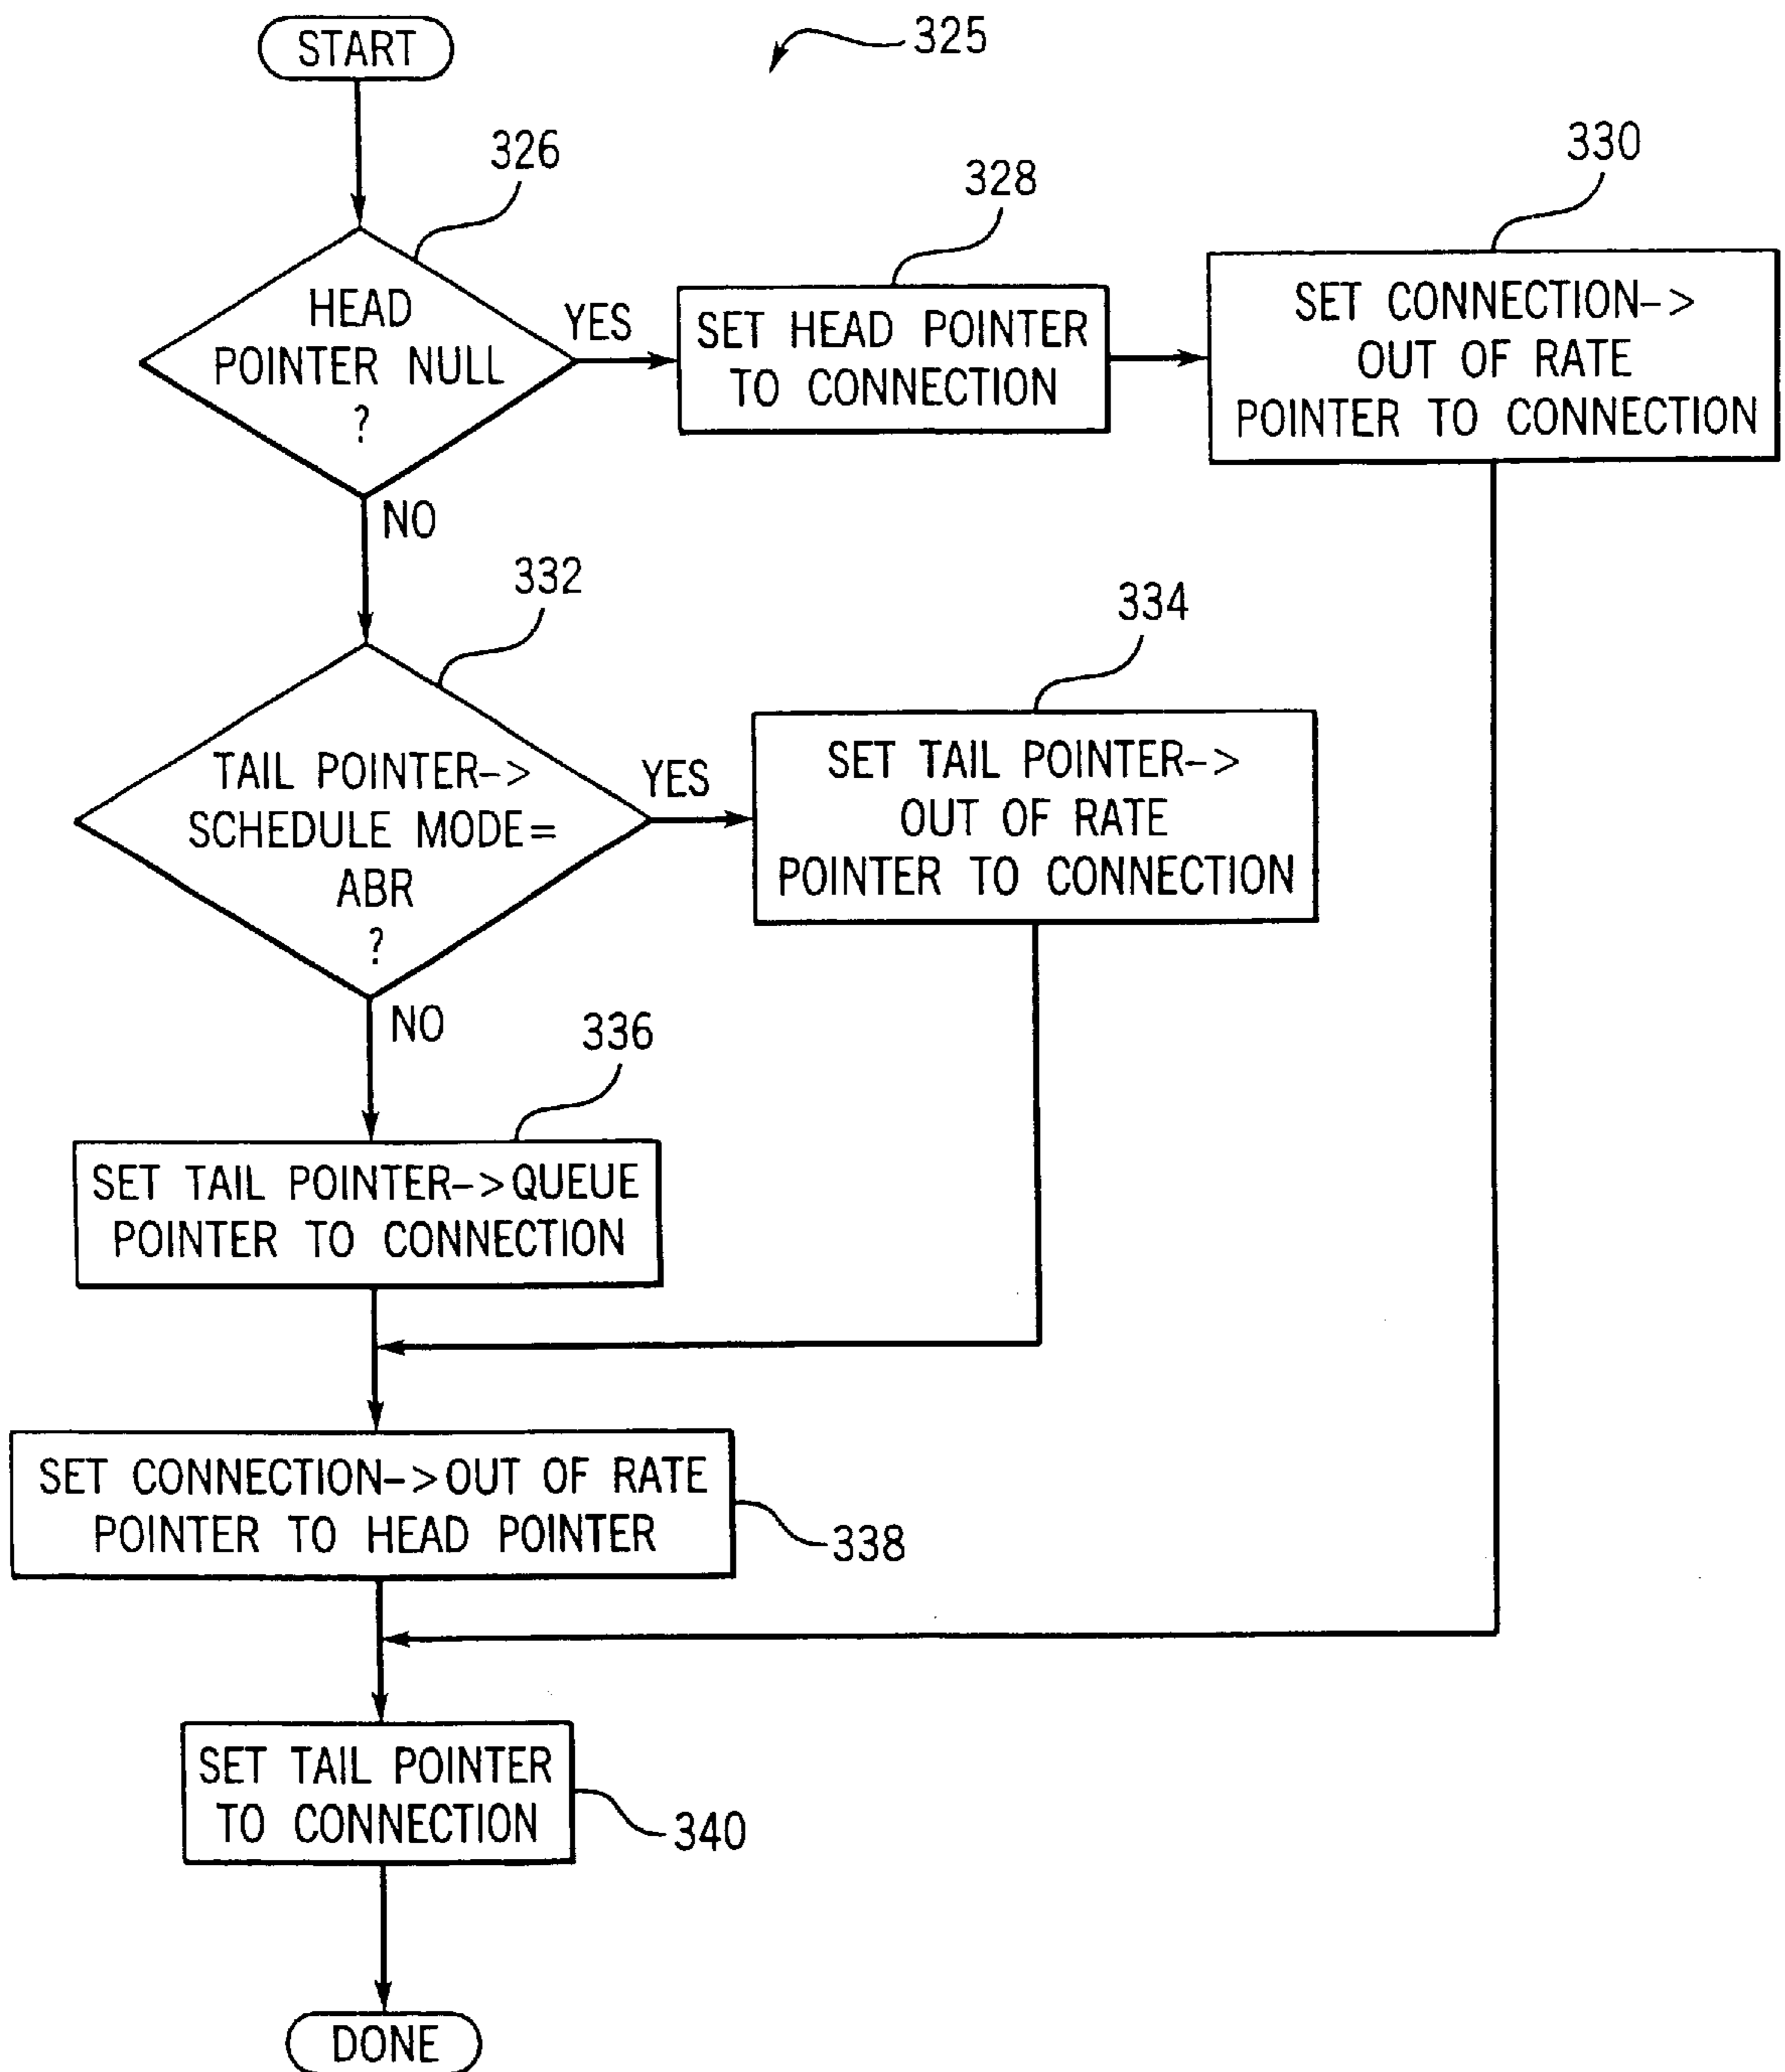 START
325
326
328
330
HEAD
POINTER NULL
?
YES
SET HEAD POINTER
TO CONNECTION
SET CONNECTION->
OUT OF RATE
POINTER TO CONNECTION
NO
332
334
TAIL POINTER->
SCHEDULE MODE=
ABR
?
YES
SET TAIL POINTER->
OUT OF RATE
POINTER TO CONNECTION
NO
336
SET TAIL POINTER->QUEUE
POINTER TO CONNECTION
SET CONNECTION->OUT OF RATE
POINTER TO HEAD POINTER
338
SET TAIL POINTER
TO CONNECTION
340
DONE